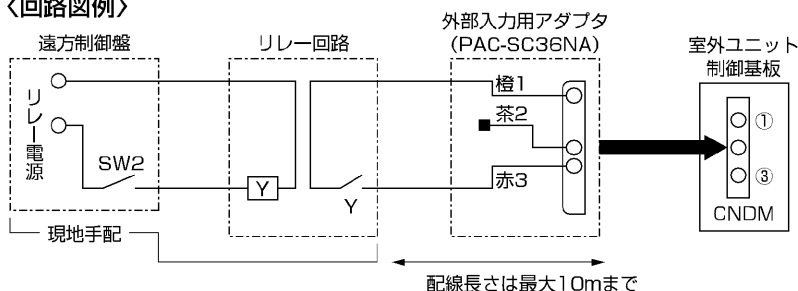 〈回路図例〉
遠方制御盤
リレー回路
外部入力用アダプタ
(PAC-SC36NA)
室外ユニット
制御基板
リレー電源
SW2
Y
Y
橙1
茶2
赤3
①
③
CNDM
現地手配
配線長さは最大10mまで